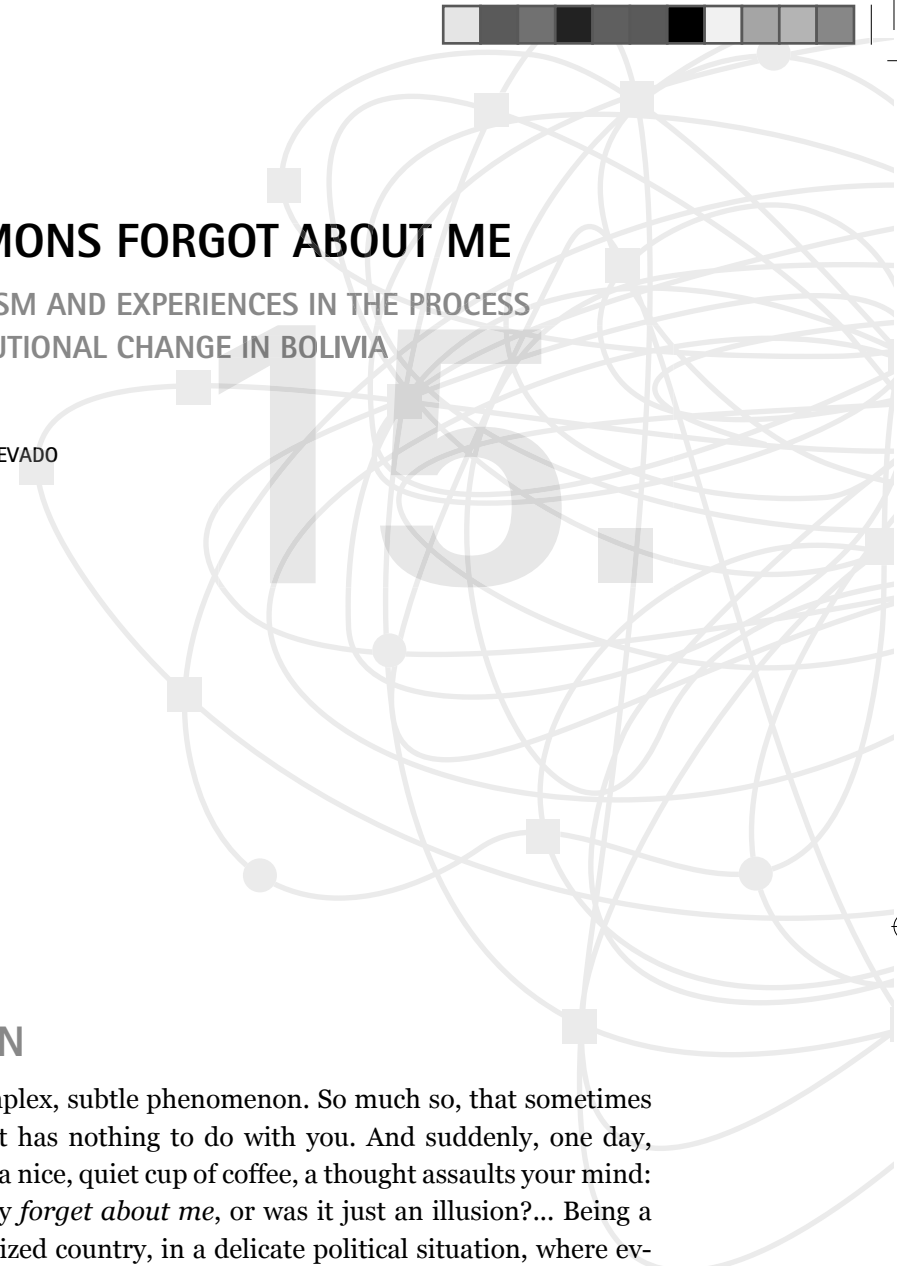 MONS FORGOT ABOUT ME
SM AND EXPERIENCES IN THE PROCESS
UTIONAL CHANGE IN BOLIVIA
15.
EVADO
N
nplex, subtle phenomenon. So much so, that sometimes
t has nothing to do with you. And suddenly, one day,
a nice, quiet cup of coffee, a thought assaults your mind:
y forget about me, or was it just an illusion?... Being a
ized country, in a delicate political situation, where ev-